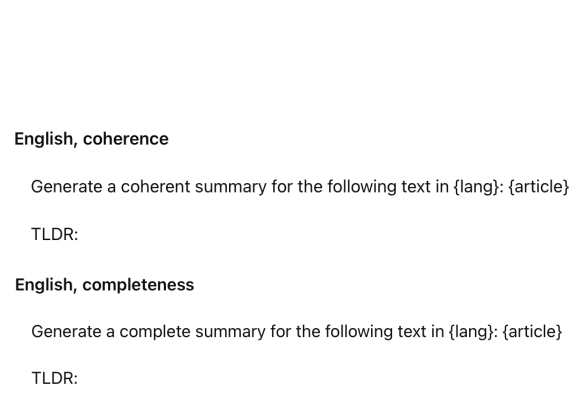 English, coherence
Generate a coherent summary for the following text in {lang}: {article}
TLDR:
English, completeness
Generate a complete summary for the following text in {lang}: {article}
TLDR: